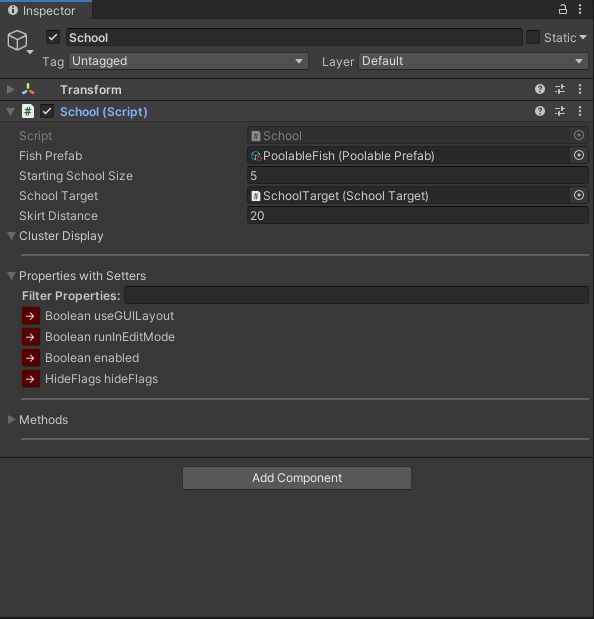 Inspector
School
Static
Tag Untagged Layer Default
Transform
School (Script)
Script School
Fish Prefab PoolableFish (Poolable Prefab)
Starting School Size 5
School Target SchoolTarget (School Target)
Skirt Distance 20
Cluster Display
Properties with Setters
Filter Properties:
Boolean useGUILayout
Boolean runInEditMode
Boolean enabled
HideFlags hideFlags
Methods
Add Component